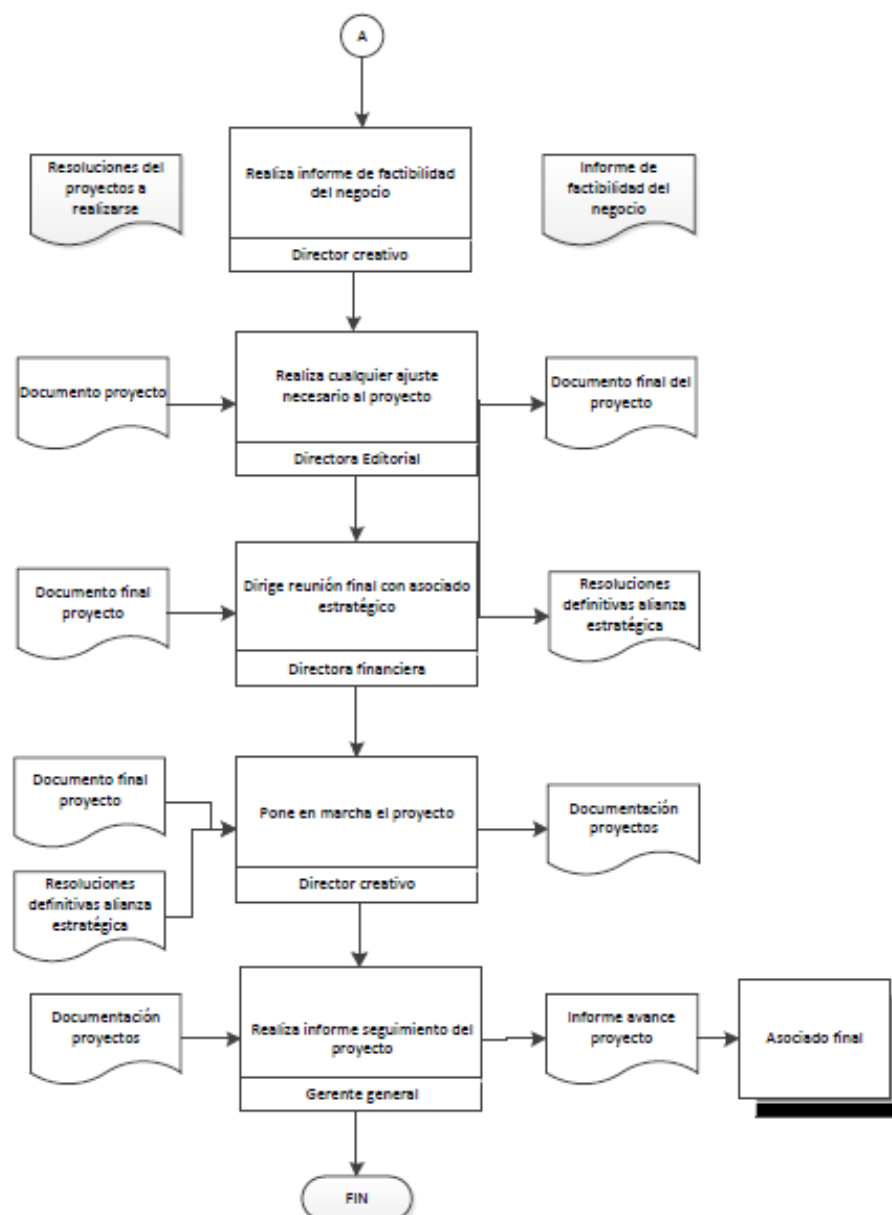 A
Resoluciones del
proyectos a
realizarse
Realiza informe de factibilidad
del negocio
Director creativo
Informe de
factibilidad del
negocio
Documento proyecto
Realiza cualquier ajuste
necesario al proyecto
Directora Editorial
Documento final del
proyecto
Documento final
proyecto
Dirige reunión final con asociado
estratégico
Directora financiera
Resoluciones
definitivas alianza
estratégica
Documento final
proyecto
Resoluciones
definitivas alianza
estratégica
Pone en marcha el proyecto
Director creativo
Documentación
proyectos
Documentación
proyectos
Realiza informe seguimiento del
proyecto
Gerente general
Informe avance
proyecto
Asociado final
FIN